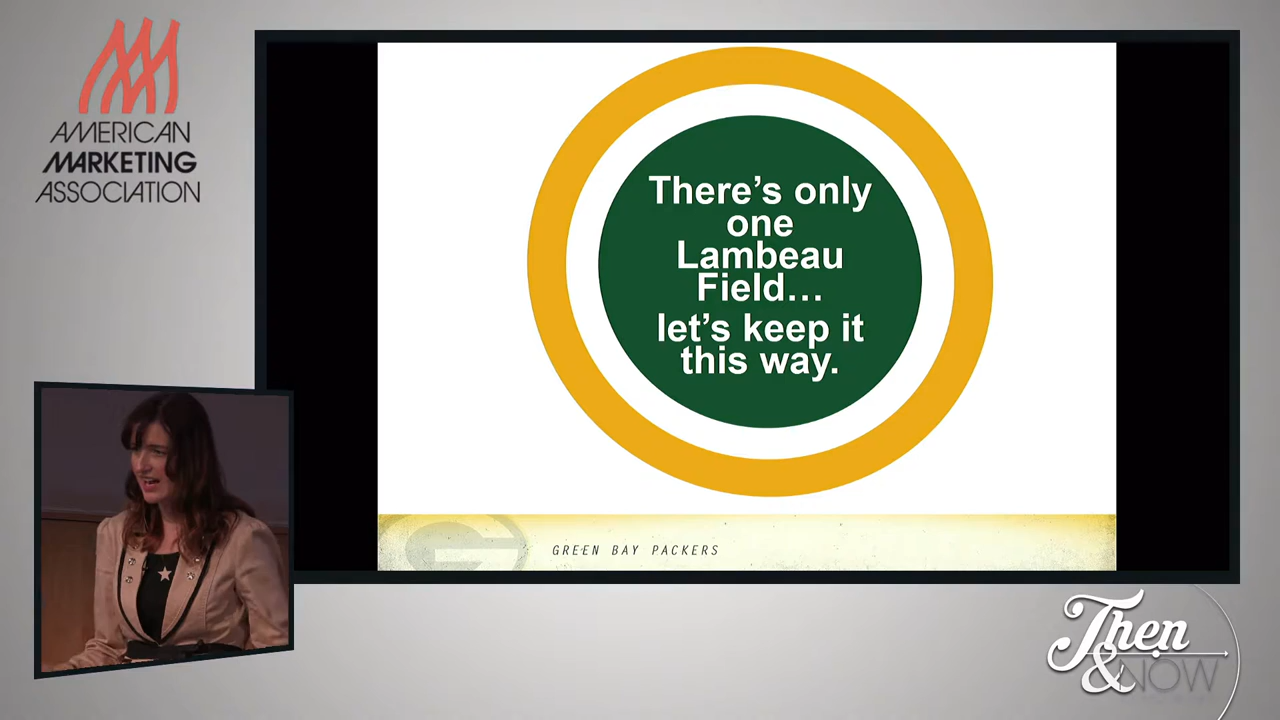 AMERICAN
MARKETING
ASSOCIATION
There's only
one
Lambeau
Field...
let's keep it
this way.
G
GREEN BAY PACKERS
Then
& NOW